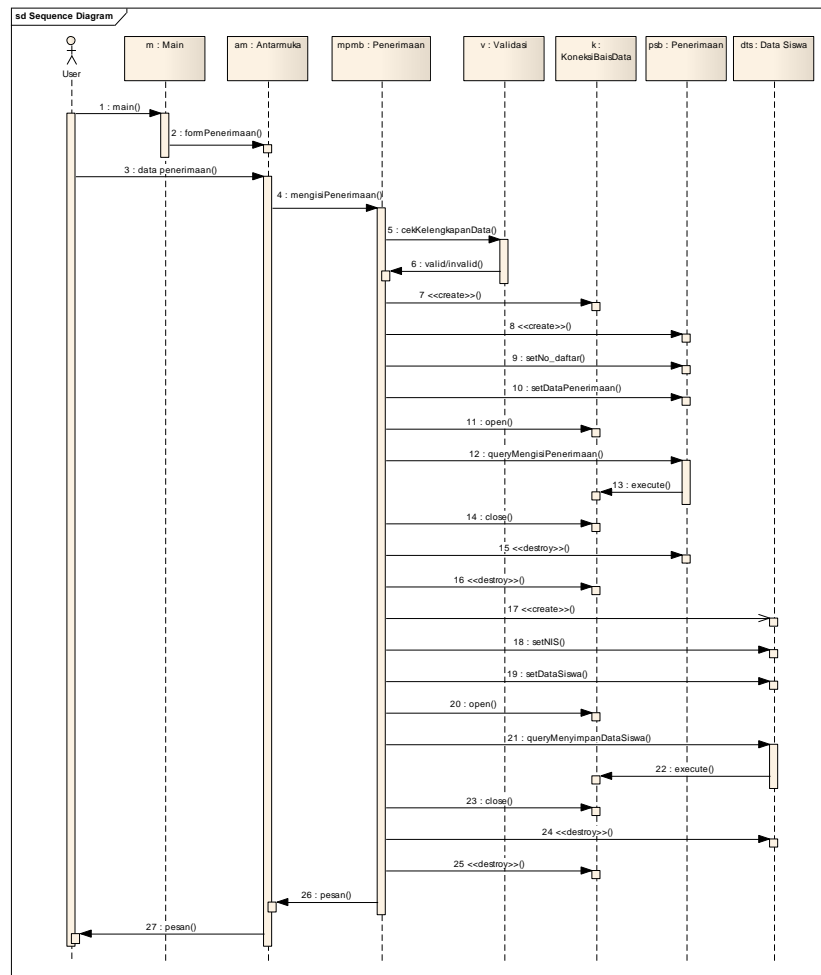 sd Sequence Diagram
User
m : Main
am : Antarmuka
mpmb : Penerimaan
v : Validasi
k :
KoneksiBaisData
psb : Penerimaan
dts : Data Siswa
1 : main()
2 : formPenerimaan()
3 : data penerimaan()
4 : mengisiPenerimaan()
5 : cekKelengkapanData()
6 : valid/invalid()
7 <<create>>()
8 <<create>>()
9 : setNo_daftar()
10 : setDataPenerimaan()
11 : open()
12 : queryMengisiPenerimaan()
13 : execute()
14 : close()
15 <<destroy>>()
16 <<destroy>>()
17 <<create>>()
18 : setNIS()
19 : setDataSiswa()
20 : open()
21 : queryMenyimpanDataSiswa()
22 : execute()
23 : close()
24 <<destroy>>()
25 <<destroy>>()
26 : pesan()
27 : pesan()